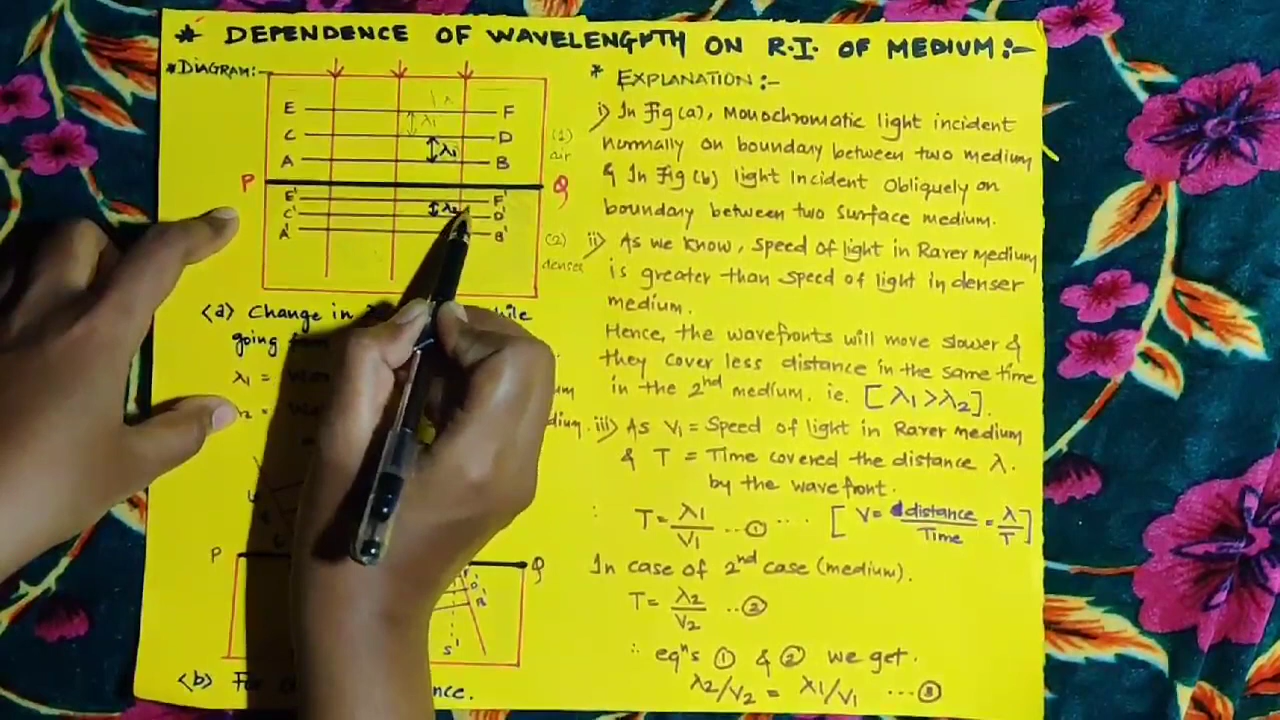 * DEPENDENCE OF WAVELENGPTH ON R.I. OF MEDIUM:-
* DIAGRAM:-
E F
λ1
C D
(1)
λ1
air
A B
P Q
E' F'
λ2
C' D'
A' B'
(2)
denser
(a) Change in
going
λ1 =
P Q
S'
(b) nce.
* EXPLANATION :-
i) In Fig(a), Monochromatic light incident
normally on boundary between two medium
& In Fig(b) light Incident Obliquely on
boundary between two surface medium.
ii) As we know, speed of light in Rarer medium
is greater than speed of light in denser
medium.
Hence, the wavefronts will move slower &
they cover less distance in the same time
in the 2nd medium. ie. [λ1>λ2].
iii) As V1 = Speed of light in Rarer medium
& T = Time covered the distance λ.
by the wavefront.
∴ T = λ1/V1 ...① .... [V = distance/Time = λ/T]
In case of 2nd case (medium).
T = λ2/V2 ..②
∴ eqns ① & ② we get.
λ2/V2 = λ1/V1 ....③